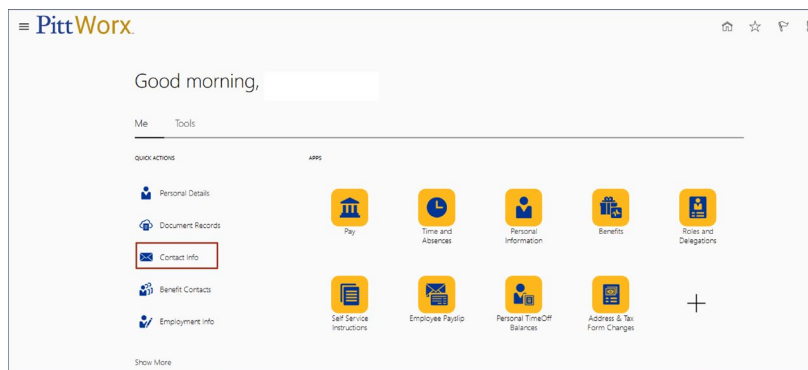 PittWorx.
Good morning,
Me Tools
QUICK ACTIONS
APPS
Personal Details
Document Records
Contact Info
Benefit Contacts
Employment Info
Show More
Pay
Time and
Absences
Personal
Information
Benefits
Roles and
Delegations
Self Service
Instructions
Employee Payslip
Personal TimeOff
Balances
Address & Tax
Form Changes